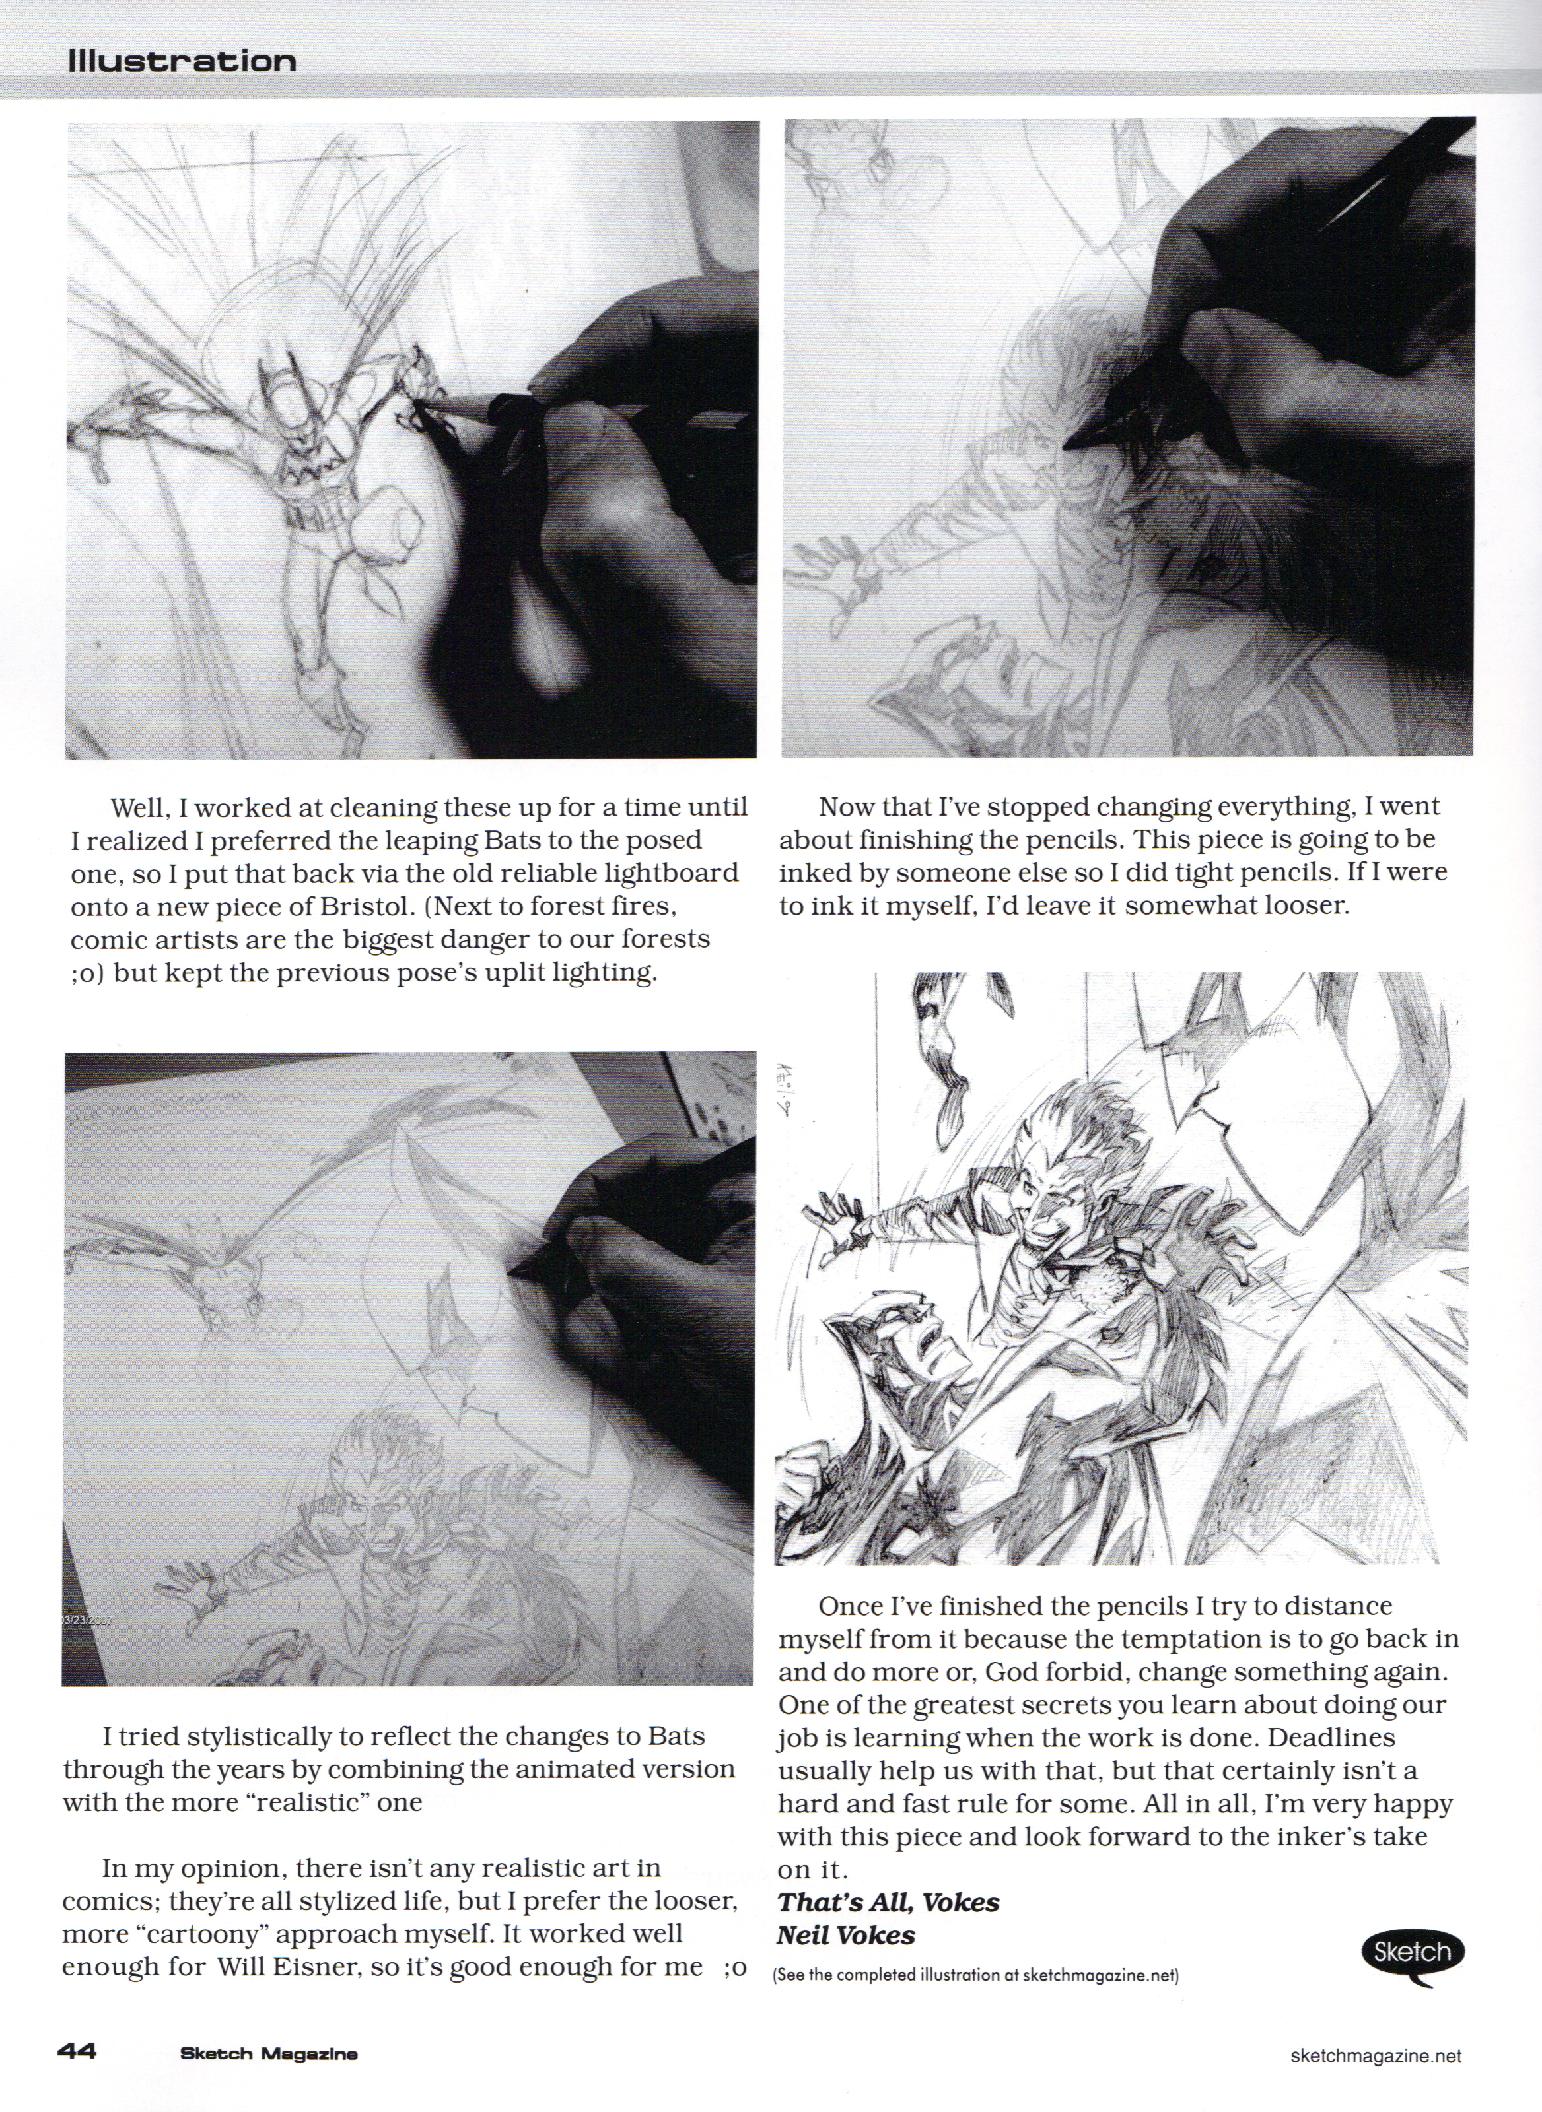 Illustration
Well, I worked at cleaning these up for a time until
I realized I preferred the leaping Bats to the posed
one, so I put that back via the old reliable lightboard
onto a new piece of Bristol. (Next to forest fires,
comic artists are the biggest danger to our forests
;o) but kept the previous pose's uplit lighting.
I tried stylistically to reflect the changes to Bats
through the years by combining the animated version
with the more "realistic" one
In my opinion, there isn't any realistic art in
comics; they're all stylized life, but I prefer the looser,
more "cartoony" approach myself. It worked well
enough for Will Eisner, so it's good enough for me ;o
Now that I've stopped changing everything, I went
about finishing the pencils. This piece is going to be
inked by someone else so I did tight pencils. If I were
to ink it myself, I'd leave it somewhat looser.
Once I've finished the pencils I try to distance
myself from it because the temptation is to go back in
and do more or, God forbid, change something again.
One of the greatest secrets you learn about doing our
job is learning when the work is done. Deadlines
usually help us with that, but that certainly isn't a
hard and fast rule for some. All in all, I'm very happy
with this piece and look forward to the inker's take
on it.
That's All, Vokes
Neil Vokes
(See the completed illustration at sketchmagazine.net)
Sketch
44 Sketch Magazine
sketchmagazine.net